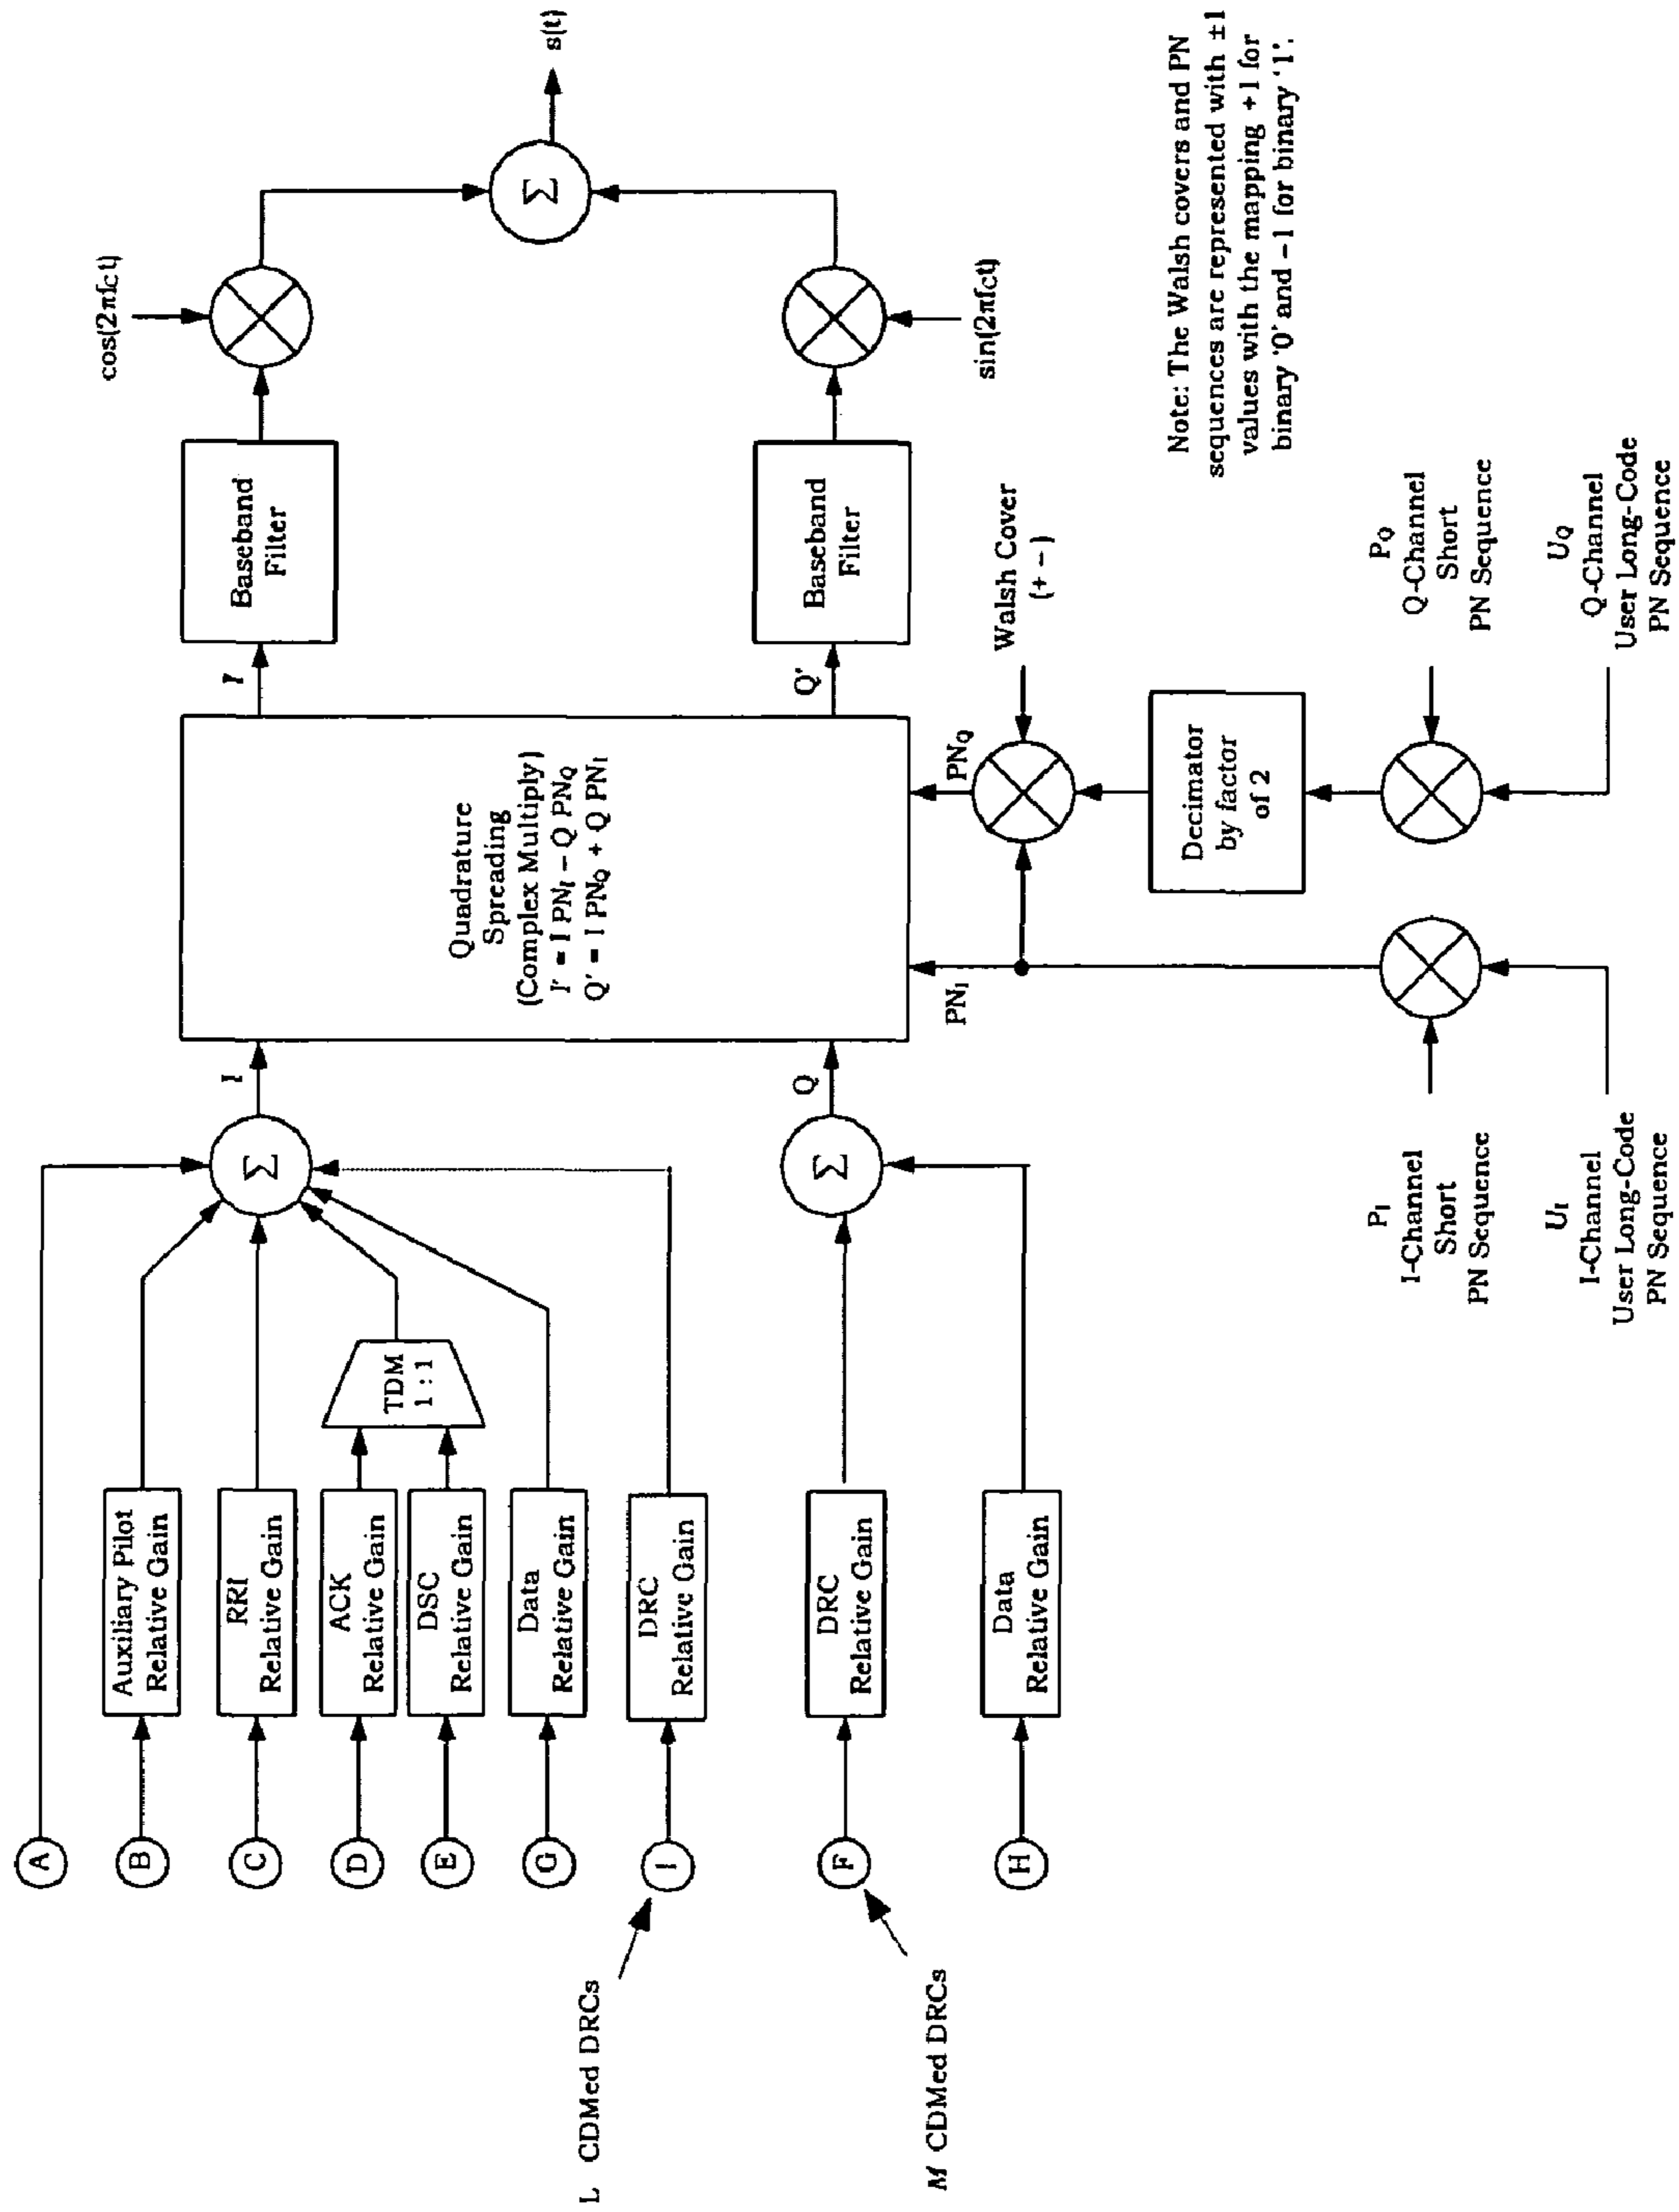 A
B
Auxiliary Pilot
Relative Gain
C
RRI
Relative Gain
D
ACK
Relative Gain
E
DSC
Relative Gain
TDM
1 : 1
G
Data
Relative Gain
I
DRC
Relative Gain
L CDMed DRCs
F
DRC
Relative Gain
M CDMed DRCs
H
Data
Relative Gain
Σ
I
Σ
Q
Quadrature
Spreading
(Complex Multiply)
I' = I PNI – Q PNQ
Q' = I PNQ + Q PNI
I'
Q'
Baseband
Filter
Baseband
Filter
cos(2πfct)
sin(2πfct)
Σ
s(t)
PNI
PNQ
Walsh Cover
(+ –)
Decimator
by factor
of 2
PI
I-Channel
Short
PN Sequence
UI
I-Channel
User Long-Code
PN Sequence
PQ
Q-Channel
Short
PN Sequence
UQ
Q-Channel
User Long-Code
PN Sequence
Note: The Walsh covers and PN
sequences are represented with ±1
values with the mapping +1 for
binary '0' and –1 for binary '1'.